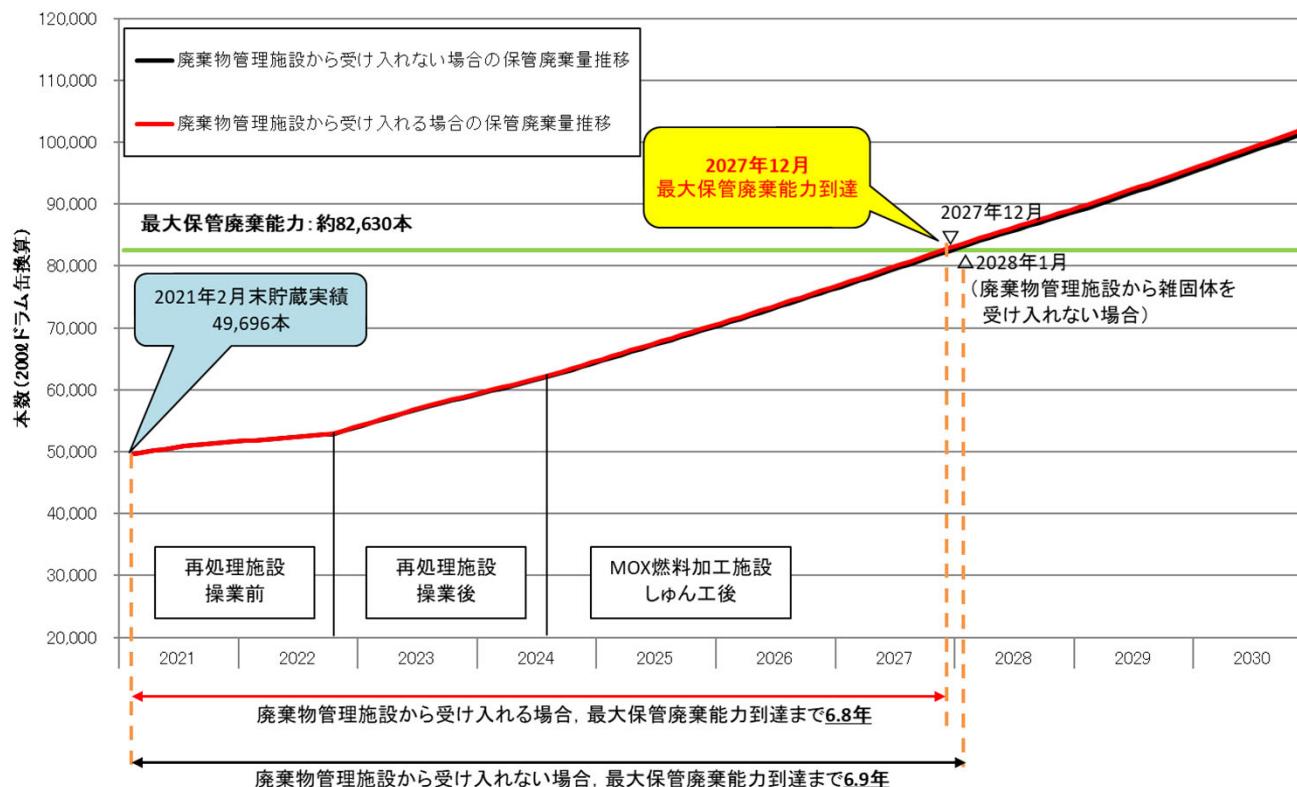 120,000
110,000
100,000
90,000
80,000
70,000
60,000
50,000
40,000
30,000
20,000
本数(200ℓドラム缶換算)
廃棄物管理施設から受け入れない場合の保管廃棄量推移
廃棄物管理施設から受け入れる場合の保管廃棄量推移
2027年12月
最大保管廃棄能力到達
最大保管廃棄能力：約82,630本
2027年12月
▽
△2028年1月
（廃棄物管理施設から雑固体を
受け入れない場合）
2021年2月末貯蔵実績
49,696本
再処理施設
操業前
再処理施設
操業後
MOX燃料加工施設
しゅん工後
2021 2022 2023 2024 2025 2026 2027 2028 2029 2030
廃棄物管理施設から受け入れる場合，最大保管廃棄能力到達まで6.8年
廃棄物管理施設から受け入れない場合，最大保管廃棄能力到達まで6.9年